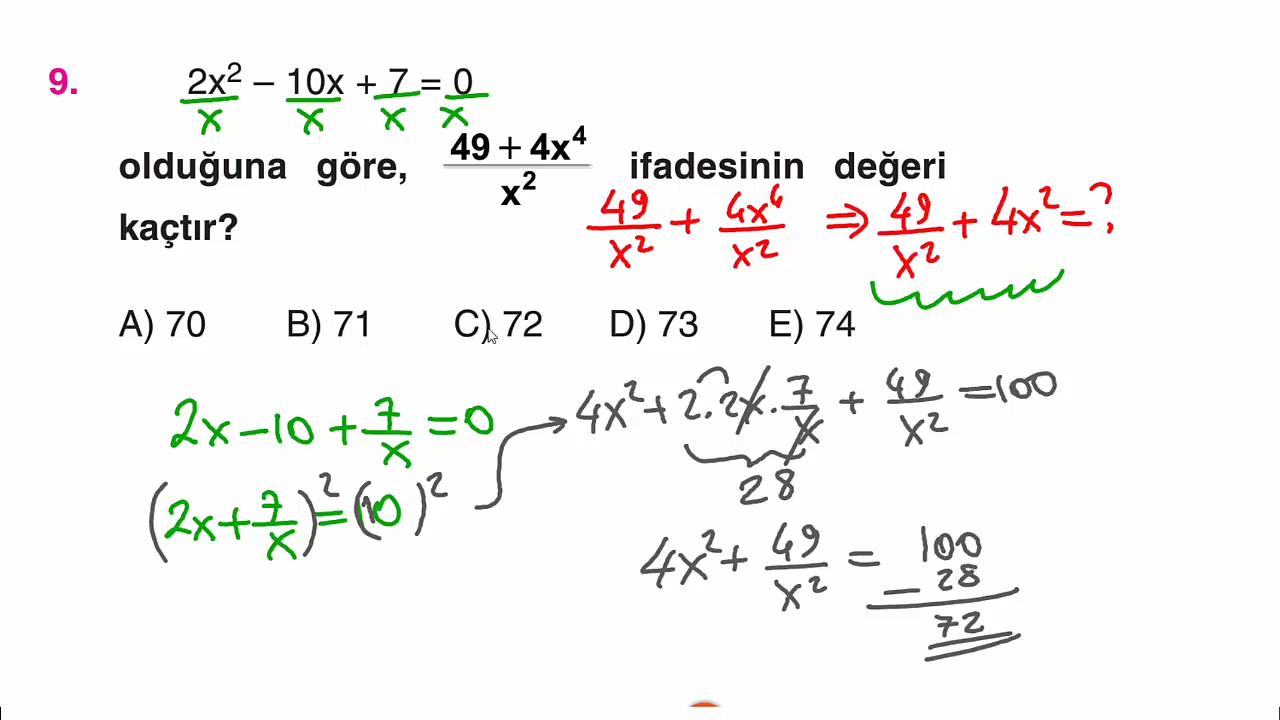 9. 2x² – 10x + 7 = 0
x x x x
olduğuna göre, (49 + 4x⁴)/x² ifadesinin değeri
kaçtır?
49/x² + 4x⁴/x² ⇒ 49/x² + 4x² = ?
A) 70 B) 71 C) 72 D) 73 E) 74
2x – 10 + 7/x = 0
(2x + 7/x)² = (10)²
4x² + 2.2x.7/x + 49/x² = 100
28
4x² + 49/x² = 100
– 28
72